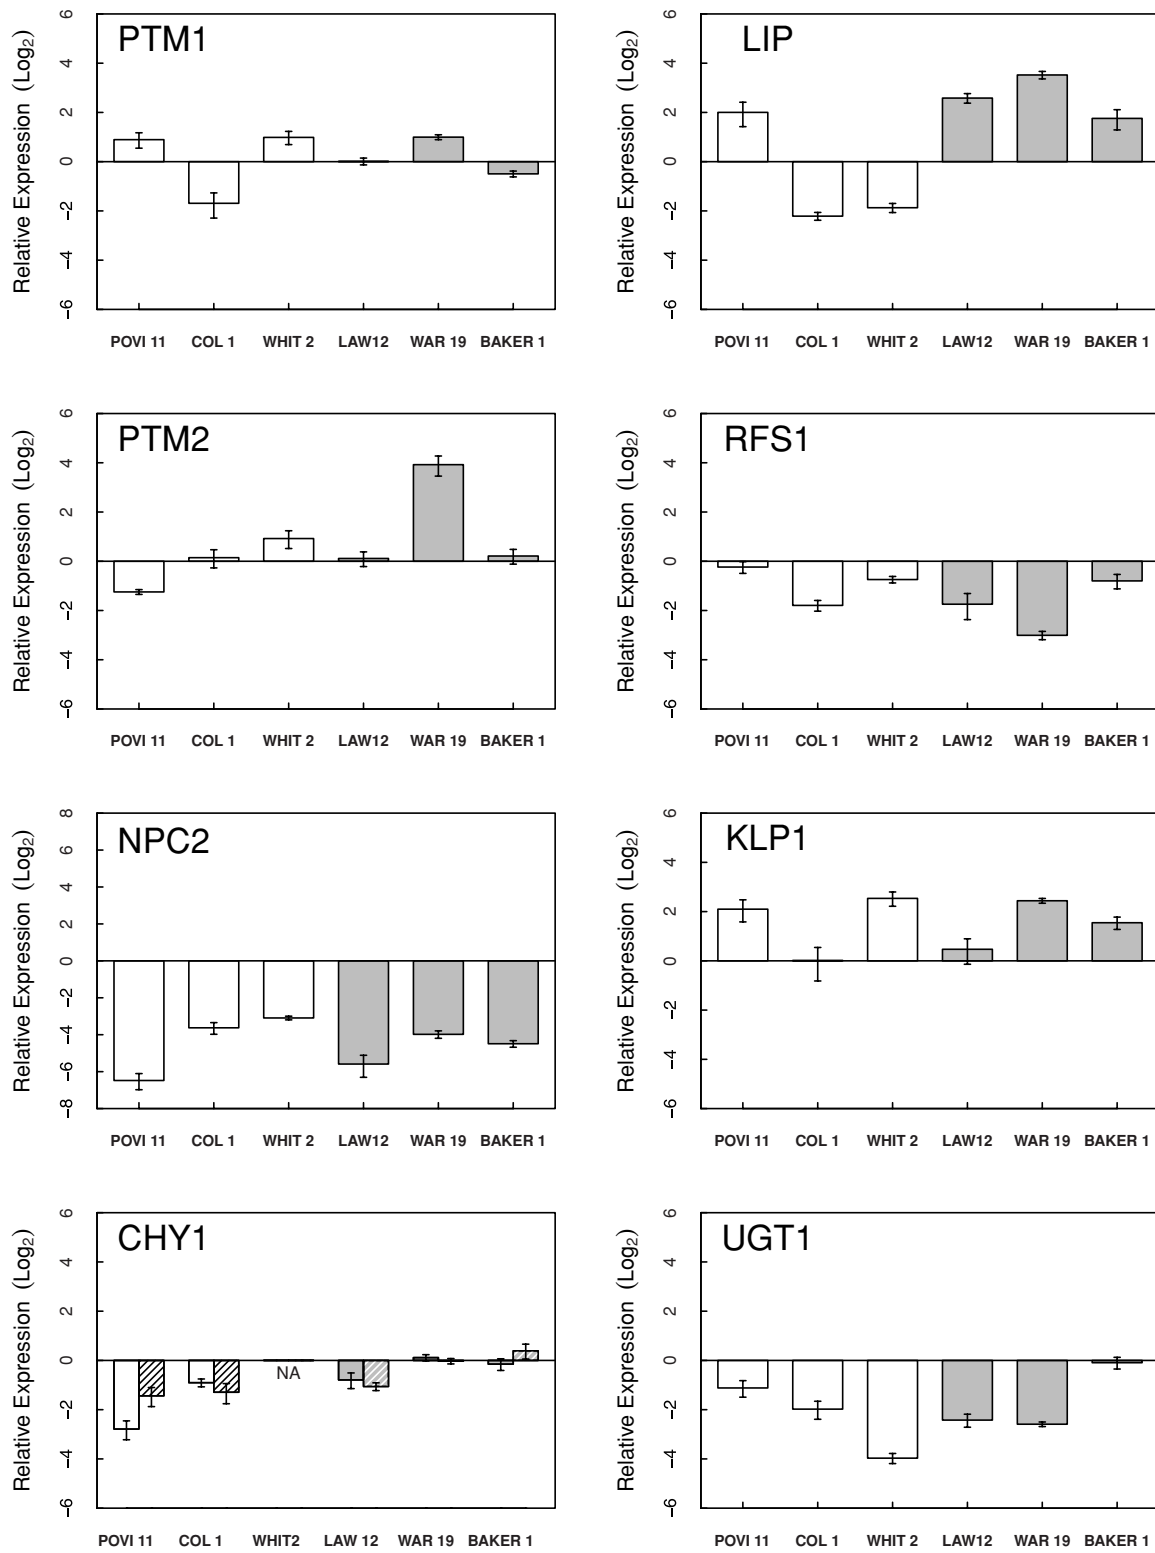 PTM1
Relative Expression (Log2)
6
4
2
0
−2
−4
−6
POVI 11 COL 1 WHIT 2 LAW12 WAR 19 BAKER 1
LIP
Relative Expression (Log2)
6
4
2
0
−2
−4
−6
POVI 11 COL 1 WHIT 2 LAW12 WAR 19 BAKER 1
PTM2
Relative Expression (Log2)
6
4
2
0
−2
−4
−6
POVI 11 COL 1 WHIT 2 LAW12 WAR 19 BAKER 1
RFS1
Relative Expression (Log2)
6
4
2
0
−2
−4
−6
POVI 11 COL 1 WHIT 2 LAW12 WAR 19 BAKER 1
NPC2
Relative Expression (Log2)
8
6
4
2
0
−2
−4
−6
−8
POVI 11 COL 1 WHIT 2 LAW12 WAR 19 BAKER 1
KLP1
Relative Expression (Log2)
6
4
2
0
−2
−4
−6
POVI 11 COL 1 WHIT 2 LAW12 WAR 19 BAKER 1
CHY1
Relative Expression (Log2)
6
4
2
0
−2
−4
−6
NA
POVI 11 COL 1 WHIT2 LAW 12 WAR 19 BAKER 1
UGT1
Relative Expression (Log2)
6
4
2
0
−2
−4
−6
POVI 11 COL 1 WHIT 2 LAW12 WAR 19 BAKER 1